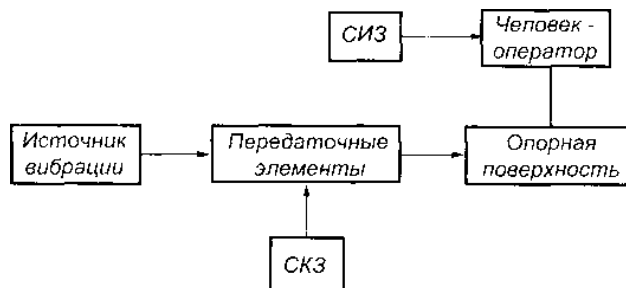 СИЗ
Человек -
оператор
Источник
вибрации
Передаточные
элементы
Опорная
поверхность
СКЗ